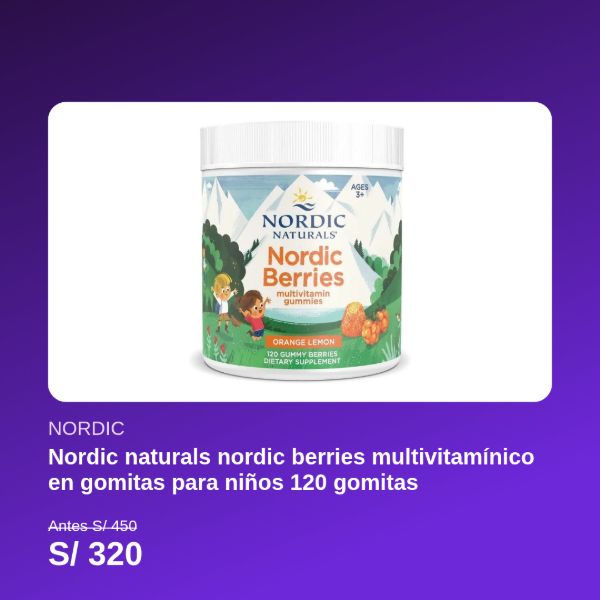 AGES
3+
NORDIC
NATURALS®
Nordic
Berries
multivitamin
gummies
ORANGE LEMON
120 GUMMY BERRIES
DIETARY SUPPLEMENT
NORDIC
Nordic naturals nordic berries multivitamínico
en gomitas para niños 120 gomitas
Antes S/ 450
S/ 320